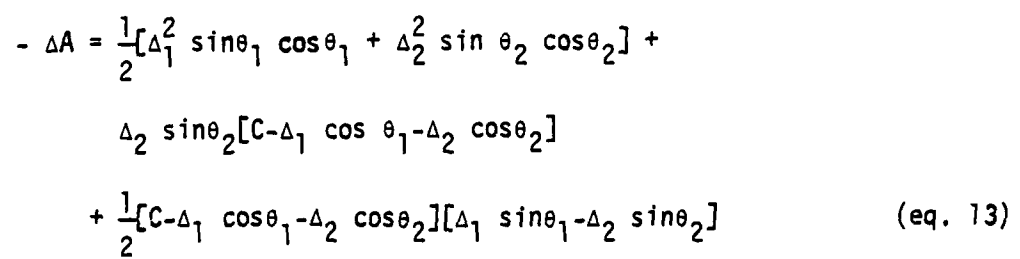 - ΔA = 1/2[Δ₁² sinθ₁ cosθ₁ + Δ₂² sin θ₂ cosθ₂] +
Δ₂ sinθ₂[C-Δ₁ cos θ₁-Δ₂ cosθ₂]
+ 1/2[C-Δ₁ cosθ₁-Δ₂ cosθ₂][Δ₁ sinθ₁-Δ₂ sinθ₂] (eq. 13)